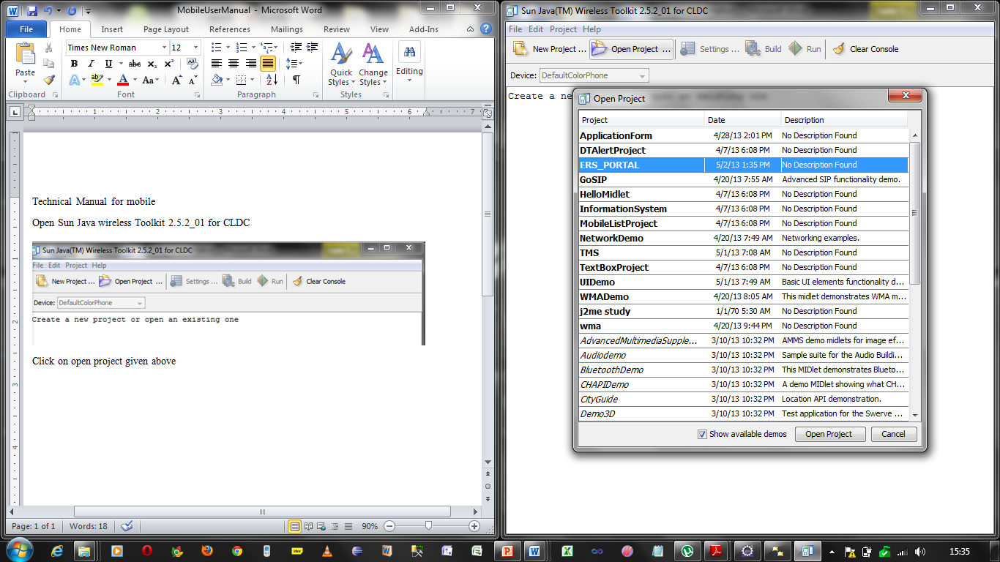 MobileUserManual - Microsoft Word
File Home Insert Page Layout References Mailings Review View Add-Ins
Paste
Times New Roman 12
B I U abc x₂ x²
A ab A Aa A A
Quick Styles
Change Styles
Editing
Clipboard Font Paragraph Styles
1 2 3 4 5 6 7
Technical Manual for mobile
Open Sun Java wireless Toolkit 2.5.2_01 for CLDC
Sun Java(TM) Wireless Toolkit 2.5.2_01 for CLDC
File Edit Project Help
New Project ... Open Project ... Settings ... Build Run Clear Console
Device: DefaultColorPhone
Create a new project or open an existing one
Click on open project given above
1
2
3
4
Page: 1 of 1 Words: 18 90%
Sun Java(TM) Wireless Toolkit 2.5.2_01 for CLDC
File Edit Project Help
New Project ... Open Project ... Settings ... Build Run Clear Console
Device: DefaultColorPhone
Create a ne
Open Project
Project Date Description
ApplicationForm 4/28/13 2:01 PM No Description Found
DTAlertProject 4/7/13 6:08 PM No Description Found
ERS_PORTAL 5/2/13 1:35 PM No Description Found
GoSIP 4/20/13 7:55 AM Advanced SIP functionality demo.
HelloMidlet 4/7/13 6:08 PM No Description Found
InformationSystem 4/7/13 6:08 PM No Description Found
MobileListProject 4/7/13 6:08 PM No Description Found
NetworkDemo 4/20/13 7:49 AM Networking examples.
TMS 5/1/13 7:08 AM No Description Found
TextBoxProject 4/7/13 6:08 PM No Description Found
UIDemo 5/1/13 7:49 AM Basic UI elements functionality d...
WMADemo 4/20/13 8:05 AM This midlet demonstrates WMA m...
j2me study 1/1/70 5:30 AM No Description Found
wma 4/20/13 9:44 PM No Description Found
AdvancedMultimediaSupple... 3/10/13 10:32 PM AMMS demo midlets for image ef...
Audiodemo 3/10/13 10:32 PM Sample suite for the Audio Buildi...
BluetoothDemo 3/10/13 10:32 PM This MIDlet demonstrates Blueto...
CHAPIDemo 3/10/13 10:32 PM A demo MIDlet showing what CH...
CityGuide 3/10/13 10:32 PM Location API demonstration.
Demo3D 3/10/13 10:32 PM Test application for the Swerve ...
Show available demos Open Project Cancel
15:35